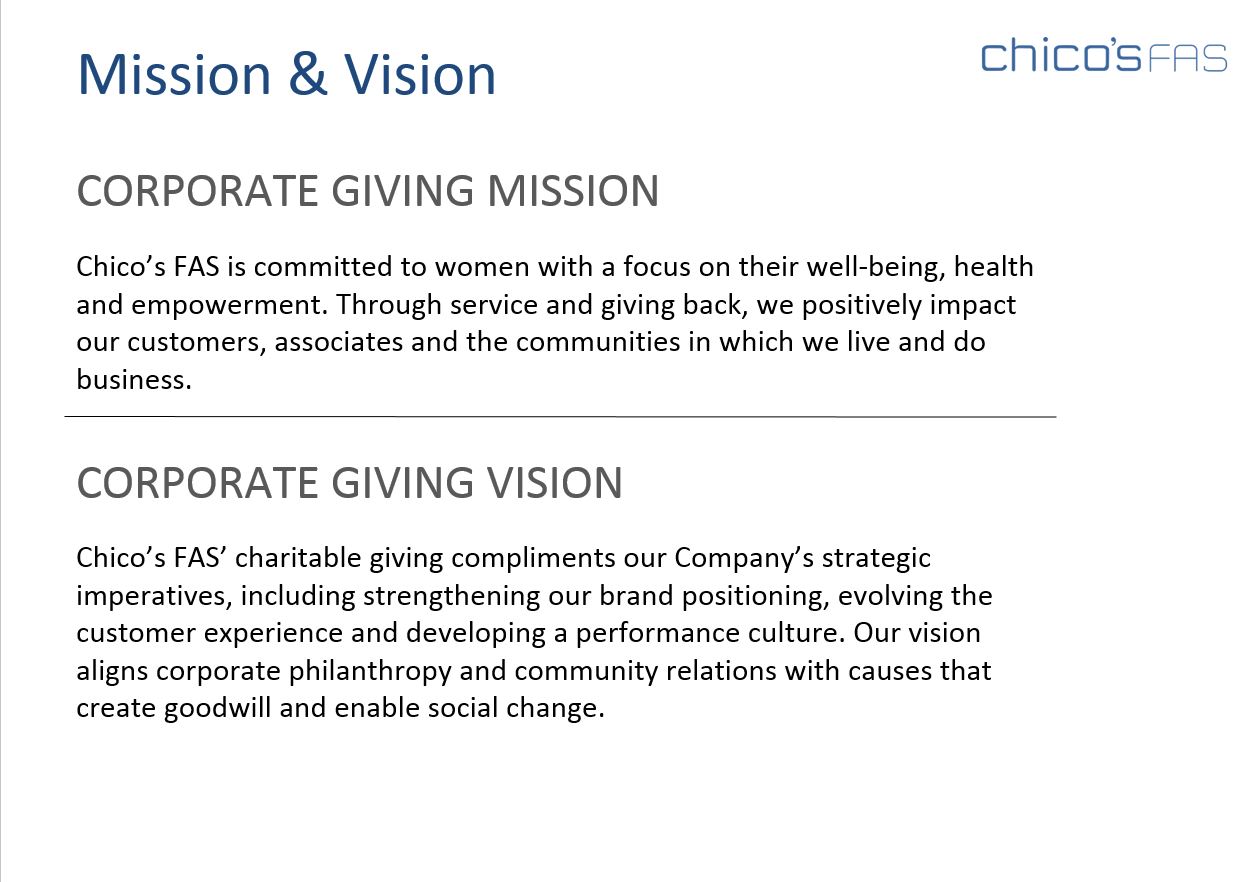 Mission & Vision
chico's FAS
CORPORATE GIVING MISSION
Chico’s FAS is committed to women with a focus on their well-being, health
and empowerment. Through service and giving back, we positively impact
our customers, associates and the communities in which we live and do
business.
CORPORATE GIVING VISION
Chico’s FAS’ charitable giving compliments our Company’s strategic
imperatives, including strengthening our brand positioning, evolving the
customer experience and developing a performance culture. Our vision
aligns corporate philanthropy and community relations with causes that
create goodwill and enable social change.